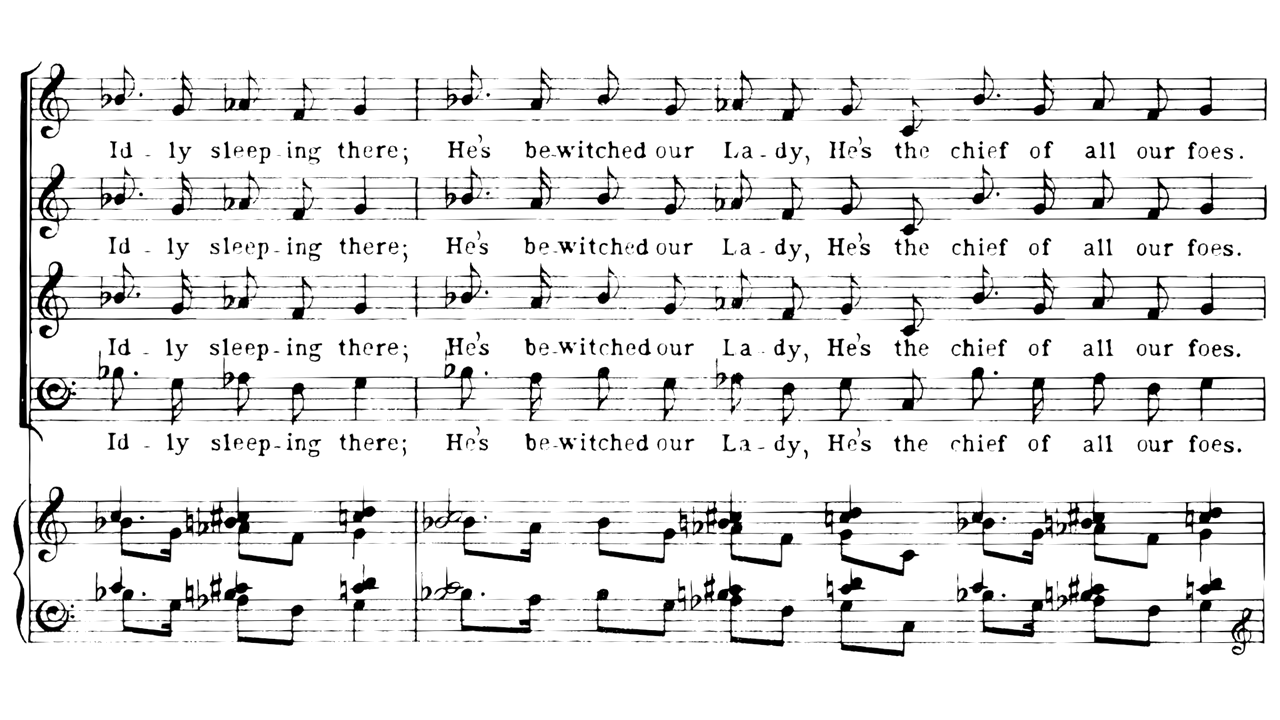 Id - ly sleep - ing there; He's be - witched our La - dy, He's the chief of all our foes.
Id - ly sleep - ing there; He's be - witched our La - dy, He's the chief of all our foes.
Id - ly sleep - ing there; He's be - witched our La - dy, He's the chief of all our foes.
Id - ly sleep - ing there; He's be - witched our La - dy, He's the chief of all our foes.